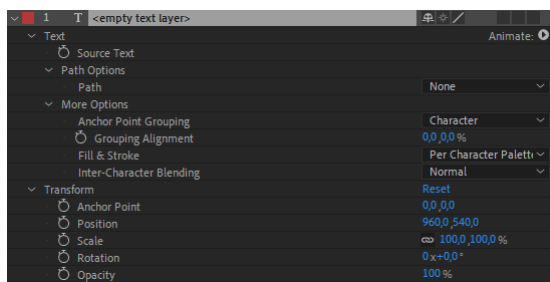 1 T <empty text layer>
Text Animate:
Source Text
Path Options
Path None
More Options
Anchor Point Grouping Character
Grouping Alignment 0,0 ,0,0 %
Fill & Stroke Per Character Palett
Inter-Character Blending Normal
Transform Reset
Anchor Point 0,0 ,0,0
Position 960,0 ,540,0
Scale 100,0 ,100,0 %
Rotation 0 x+0,0 °
Opacity 100 %